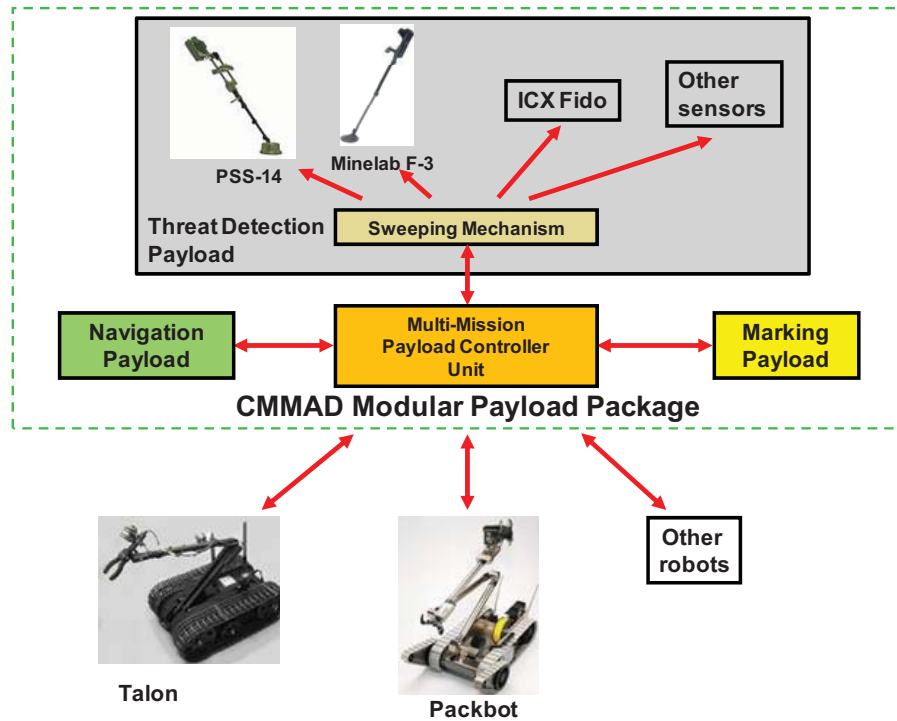 ICX Fido
Other
sensors
PSS-14
Minelab F-3
Threat Detection
Payload
Sweeping Mechanism
Navigation
Payload
Multi-Mission
Payload Controller
Unit
Marking
Payload
CMMAD Modular Payload Package
Other
robots
Talon
Packbot